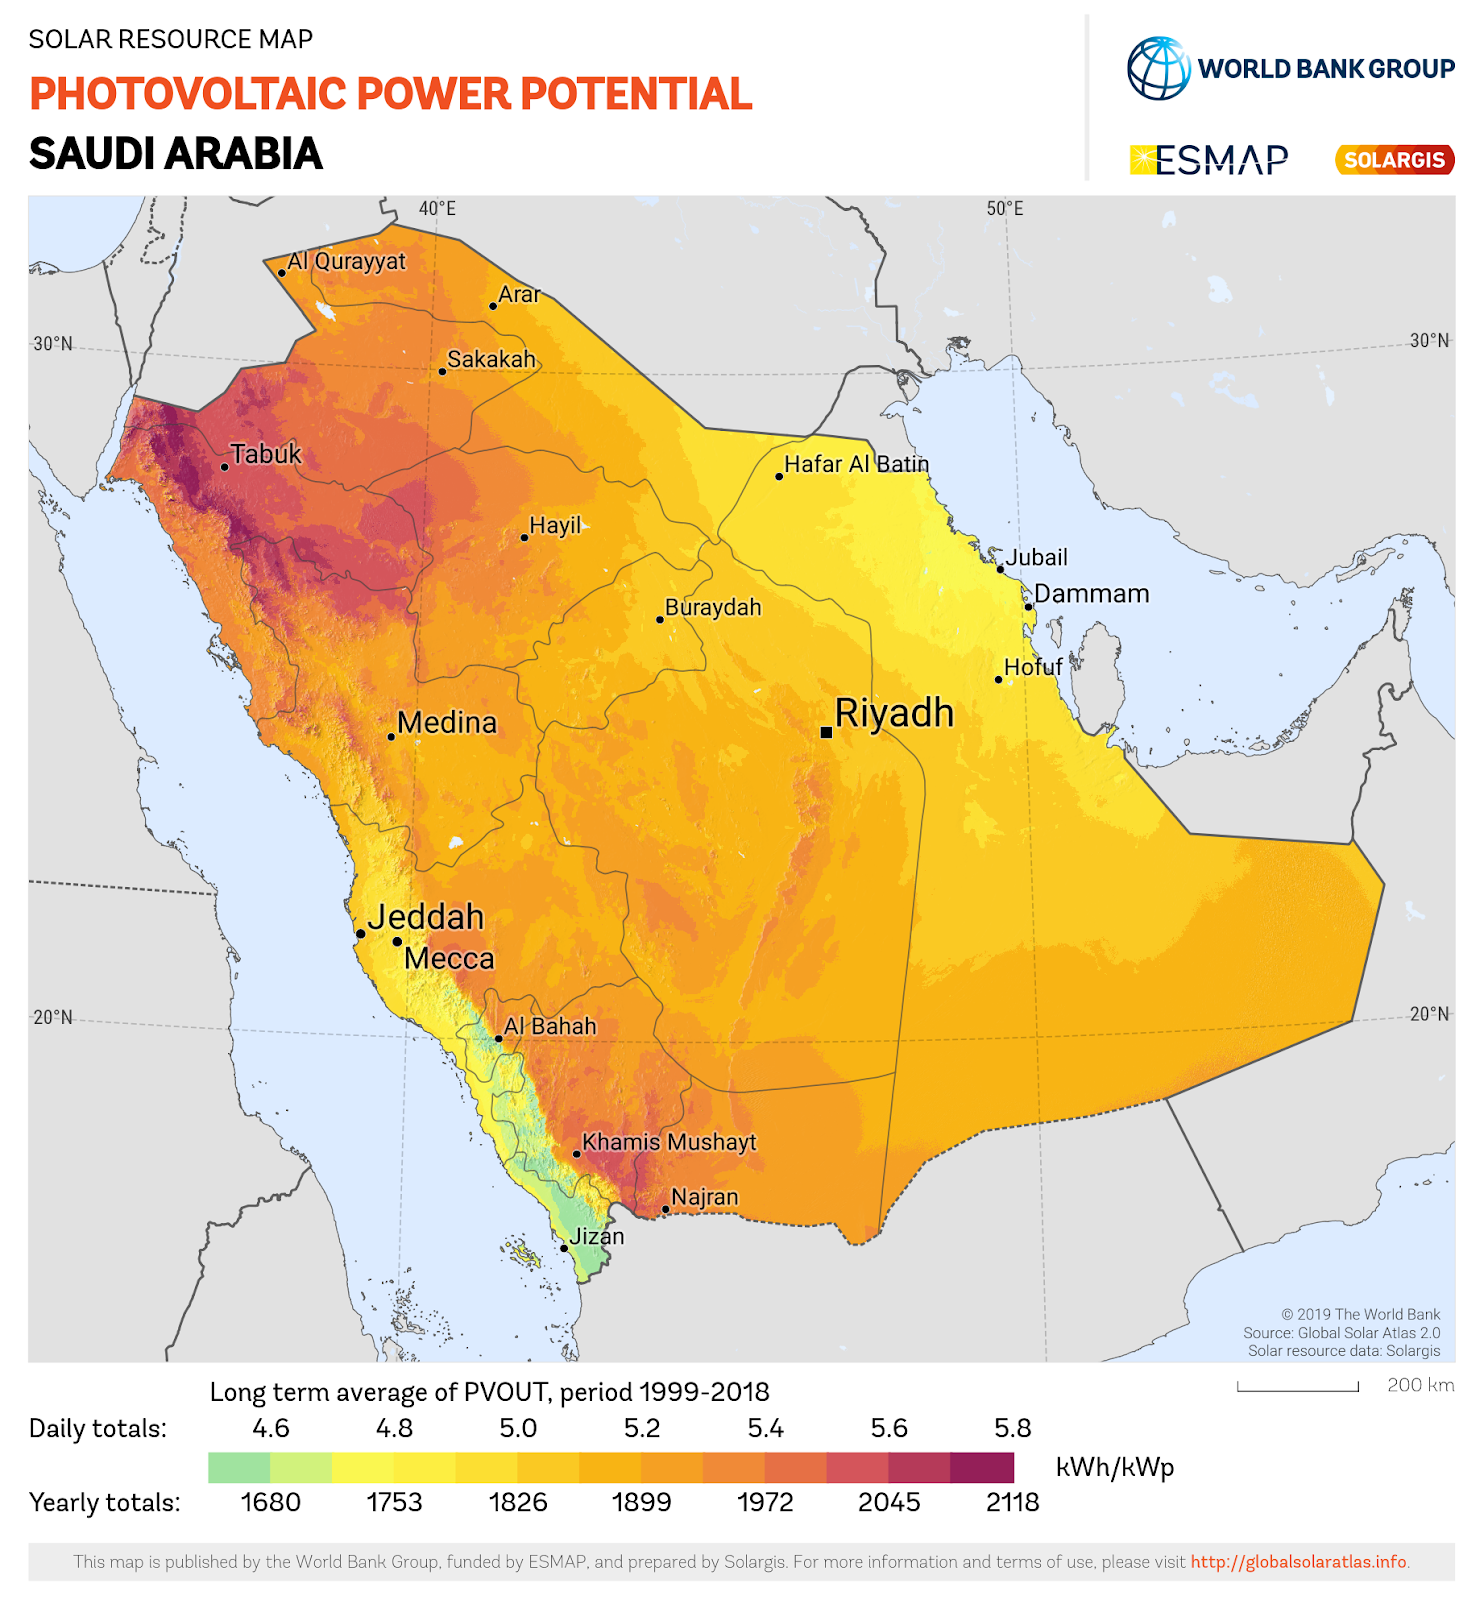 SOLAR RESOURCE MAP
PHOTOVOLTAIC POWER POTENTIAL
SAUDI ARABIA
WORLD BANK GROUP
ESMAP
SOLARGIS
40°E
50°E
Al Qurayyat
Arar
30°N
30°N
Sakakah
Tabuk
Hafar Al Batin
Hayil
Jubail
Dammam
Buraydah
Hofuf
Riyadh
Medina
Jeddah
Mecca
20°N
20°N
Al Bahah
Khamis Mushayt
Najran
Jizan
© 2019 The World Bank
Source: Global Solar Atlas 2.0
Solar resource data: Solargis
Long term average of PVOUT, period 1999-2018
200 km
Daily totals: 4.6 4.8 5.0 5.2 5.4 5.6 5.8
kWh/kWp
Yearly totals: 1680 1753 1826 1899 1972 2045 2118
This map is published by the World Bank Group, funded by ESMAP, and prepared by Solargis. For more information and terms of use, please visit http://globalsolaratlas.info.